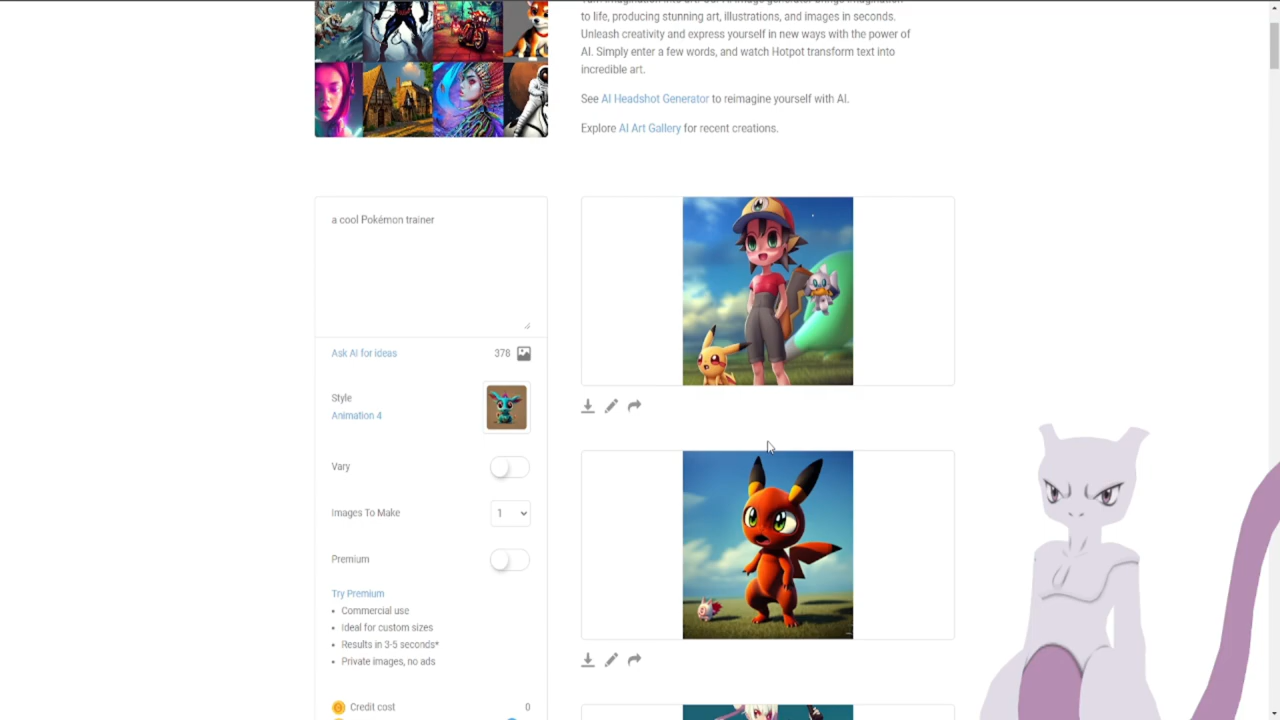 to life, producing stunning art, illustrations, and images in seconds.
Unleash creativity and express yourself in new ways with the power of
AI. Simply enter a few words, and watch Hotpot transform text into
incredible art.
See AI Headshot Generator to reimagine yourself with AI.
Explore AI Art Gallery for recent creations.
a cool Pokémon trainer
Ask AI for ideas
378
Style
Animation 4
Vary
Images To Make
1
Premium
Try Premium
• Commercial use
• Ideal for custom sizes
• Results in 3-5 seconds*
• Private images, no ads
Credit cost
0